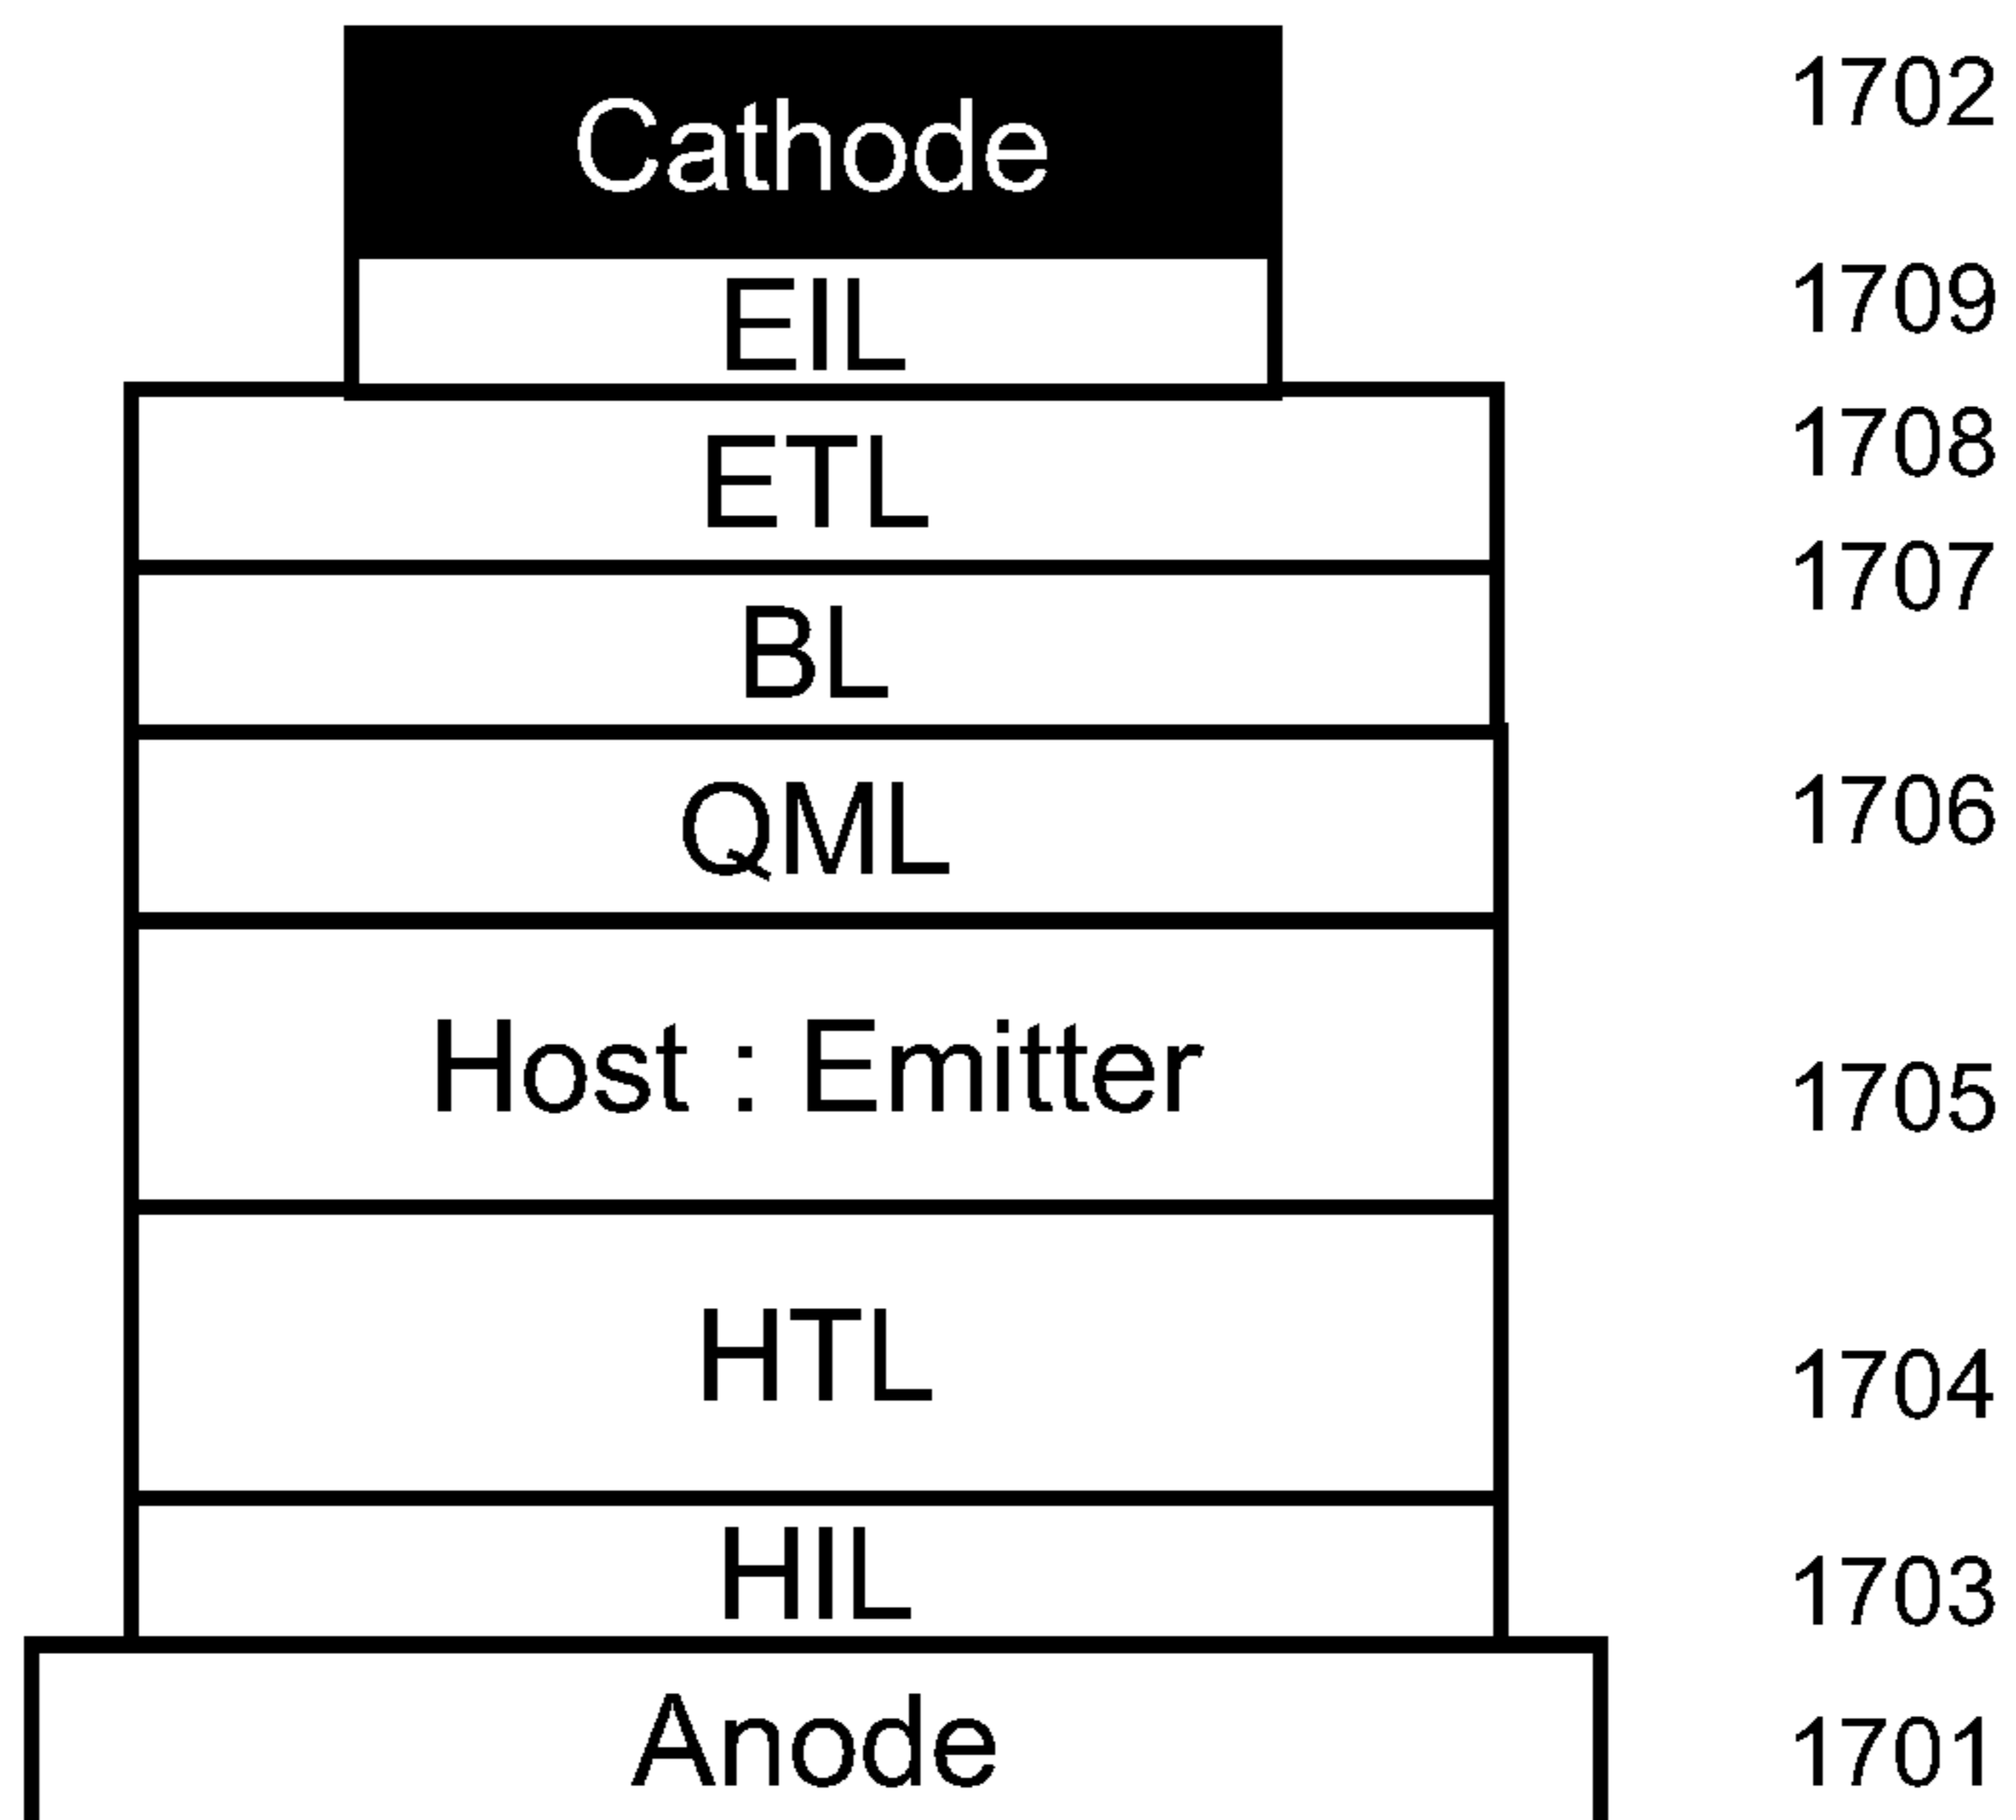 Cathode 1702
EIL 1709
ETL 1708
BL 1707
QML 1706
Host : Emitter 1705
HTL 1704
HIL 1703
Anode 1701